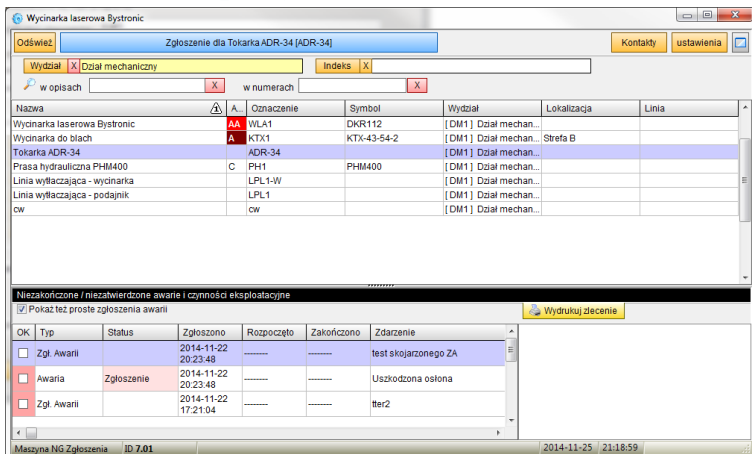 Wycinarka laserowa Bystronic
Odśwież Zgłoszenie dla Tokarka ADR-34 [ADR-34] Kontakty ustawienia
Wydział X Dział mechaniczny Indeks X
w opisach X w numerach X
Nazwa 1 A... Oznaczenie Symbol Wydział Lokalizacja Linia
Wycinarka laserowa Bystronic AA WLA1 DKR112 [ DM1 ] Dział mechan...
Wycinarka do blach A KTX1 KTX-43-54-2 [ DM1 ] Dział mechan... Strefa B
Tokarka ADR-34 ADR-34 [ DM1 ] Dział mechan...
Prasa hydrauliczna PHM400 C PH1 PHM400 [ DM1 ] Dział mechan...
Linia wytłaczająca - wycinarka LPL1-W [ DM1 ] Dział mechan...
Linia wytłaczająca - podajnik LPL1 [ DM1 ] Dział mechan...
cw cw [ DM1 ] Dział mechan...
Niezakończone / niezatwierdzone awarie i czynności eksploatacyjne
Pokaż też proste zgłoszenia awarii Wydrukuj zlecenie
OK Typ Status Zgłoszono Rozpoczęto Zakończono Zdarzenie
Zgł. Awarii 2014-11-22 20:23:48 -------- -------- test skojarzonego ZA
Awaria Zgłoszenie 2014-11-22 20:23:48 -------- -------- Uszkodzona osłona
Zgł. Awarii 2014-11-22 17:21:04 -------- -------- tter2
Maszyna NG Zgłoszenia ID 7.01 2014-11-25 21:18:59